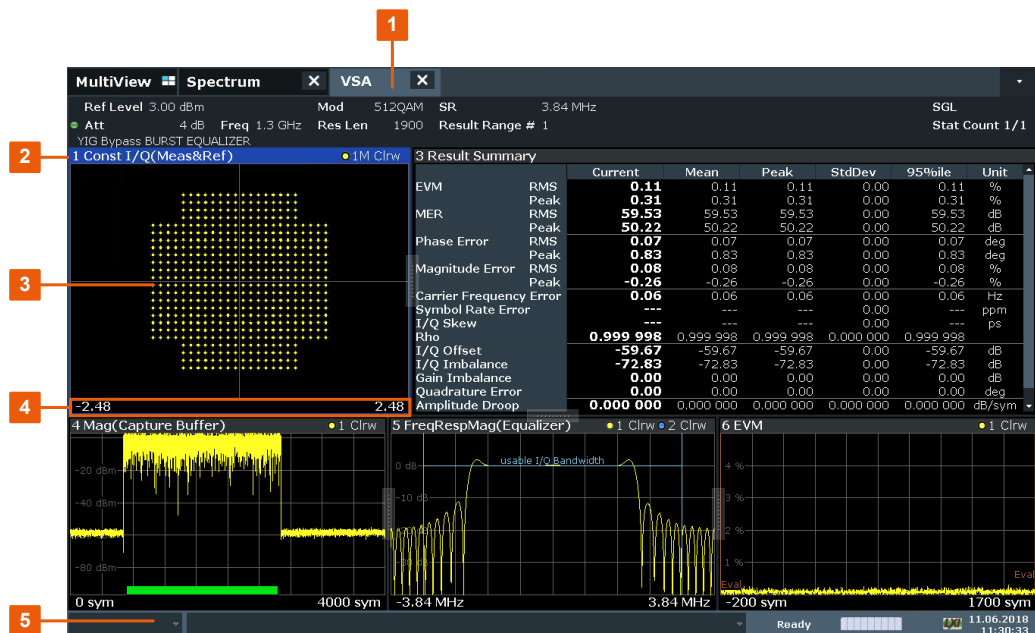 1
MultiView Spectrum X VSA X
Ref Level 3.00 dBm Mod 512QAM SR 3.84 MHz SGL
Att 4 dB Freq 1.3 GHz Res Len 1900 Result Range # 1 Stat Count 1/1
YIG Bypass BURST EQUALIZER
2
1 Const I/Q(Meas&Ref) 1M Clrw
3
4
-2.48 2.48
3 Result Summary
Current Mean Peak StdDev 95%ile Unit
EVM RMS 0.11 0.11 0.11 0.00 0.11 %
Peak 0.31 0.31 0.31 0.00 0.31 %
MER RMS 59.53 59.53 59.53 0.00 59.53 dB
Peak 50.22 50.22 50.22 0.00 50.22 dB
Phase Error RMS 0.07 0.07 0.07 0.00 0.07 deg
Peak 0.83 0.83 0.83 0.00 0.83 deg
Magnitude Error RMS 0.08 0.08 0.08 0.00 0.08 %
Peak -0.26 -0.26 -0.26 0.00 -0.26 %
Carrier Frequency Error 0.06 0.06 0.06 0.00 0.06 Hz
Symbol Rate Error --- --- --- 0.00 --- ppm
I/Q Skew --- --- --- 0.00 --- ps
Rho 0.999 998 0.999 998 0.999 998 0.000 000 0.999 998
I/Q Offset -59.67 -59.67 -59.67 0.00 -59.67 dB
I/Q Imbalance -72.83 -72.83 -72.83 0.00 -72.83 dB
Gain Imbalance 0.00 0.00 0.00 0.00 0.00 dB
Quadrature Error 0.00 0.00 0.00 0.00 0.00 deg
Amplitude Droop 0.000 000 0.000 000 0.000 000 0.000 000 0.000 000 dB/sym
4 Mag(Capture Buffer) 1 Clrw
-20 dBm
-40 dBm
-80 dBm
0 sym 4000 sym
5 FreqRespMag(Equalizer) 1 Clrw 2 Clrw
usable I/Q Bandwidth
0 dB
-10 dB
-3.84 MHz 3.84 MHz
6 EVM 1 Clrw
4 %
3 %
2 %
1 %
Eval Eval
-200 sym 1700 sym
5
Ready 11.06.2018
11:30:33